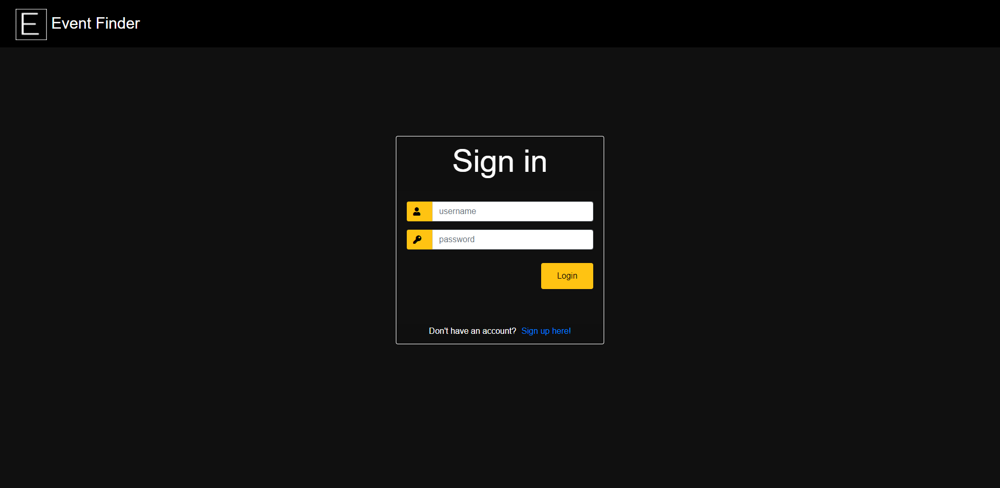 E Event Finder
Sign in
username
password
Login
Don't have an account? Sign up here!